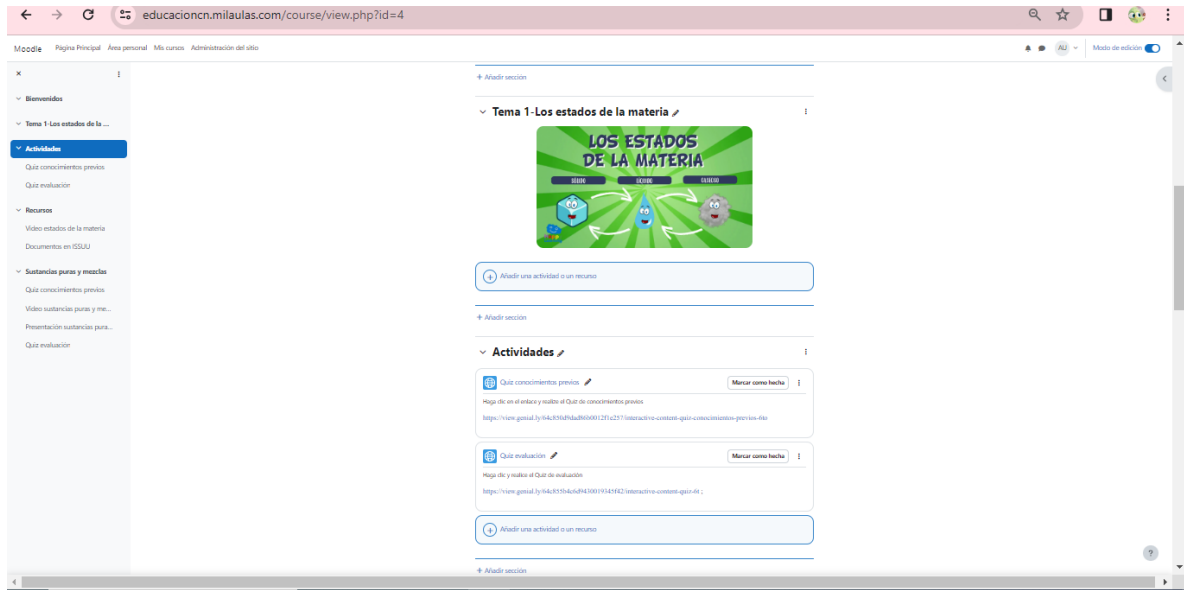 educacioncn.milaulas.com/course/view.php?id=4
Moodle Página Principal Área personal Mis cursos Administración del sitio
AU Modo de edición
Bienvenidos
Tema 1-Los estados de la ...
Actividades
Quiz conocimientos previos
Quiz evaluación
Recursos
Video estados de la materia
Documentos en ISSUU
Sustancias puras y mezclas
Quiz conocimientos previos
Video sustancias puras y me...
Presentación sustancias pura...
Quiz evaluación
+ Añadir sección
Tema 1-Los estados de la materia
LOS ESTADOS
DE LA MATERIA
SÓLIDO LÍQUIDO GASEOSO
Añadir una actividad o un recurso
+ Añadir sección
Actividades
Quiz conocimientos previos Marcar como hecha
Haga clic en el enlace y realize el Quiz de conocimientos previos
Quiz evaluación Marcar como hecha
Haga clic y realice el Quiz de evaluación
Añadir una actividad o un recurso
+ Añadir sección
?